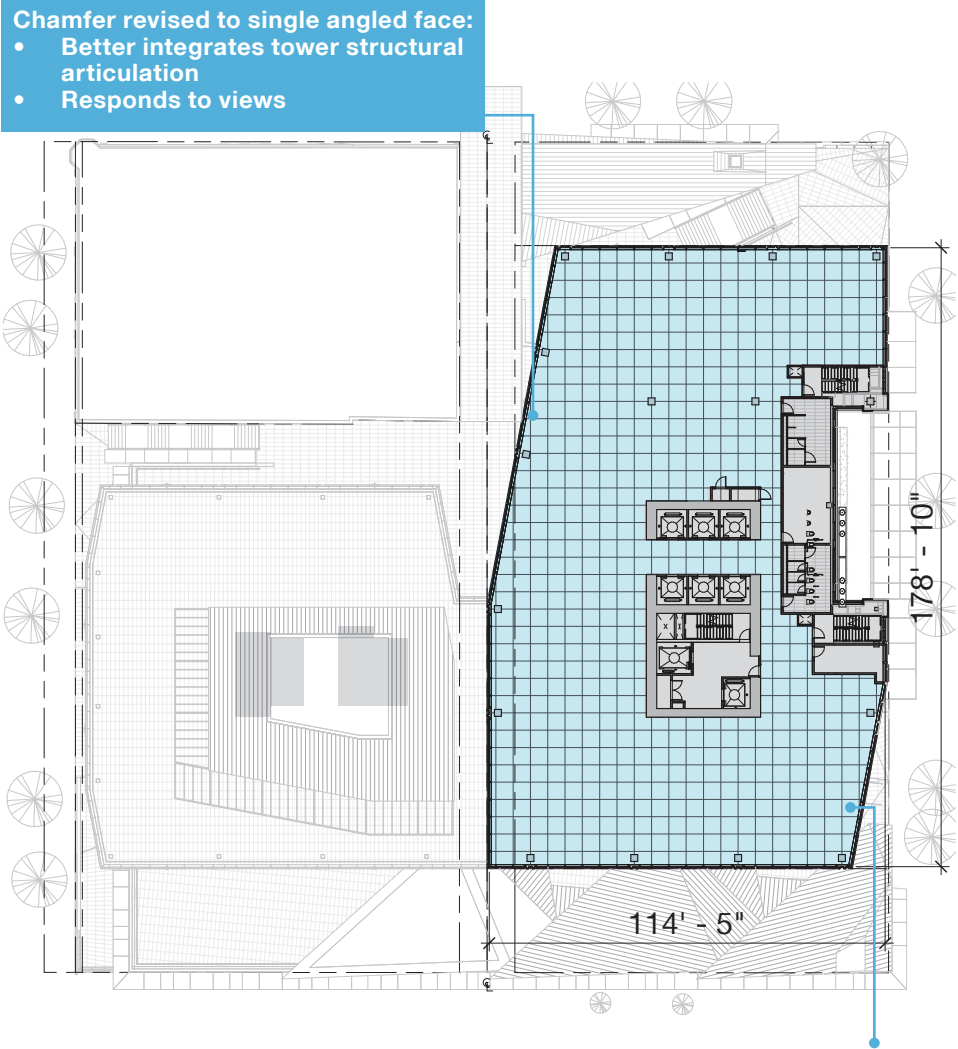 Chamfer revised to single angled face:
• Better integrates tower structural
articulation
• Responds to views
178' - 10"
114' - 5"